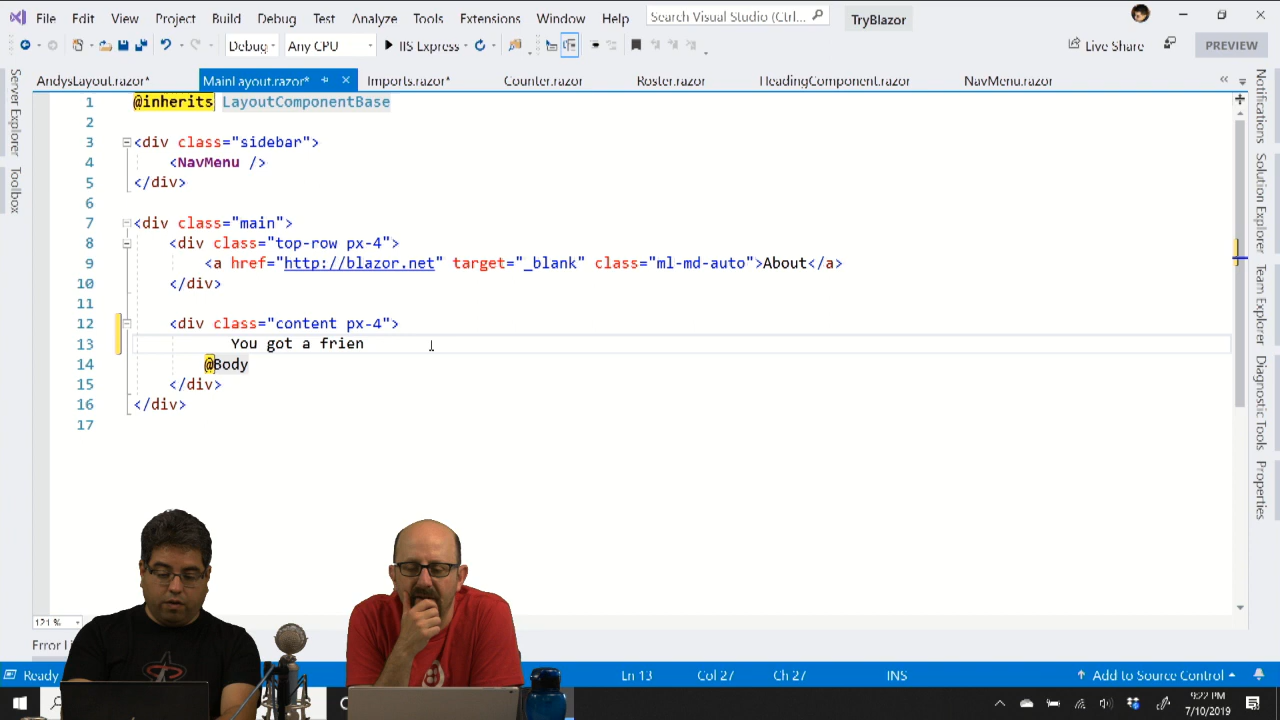 File Edit View Project Build Debug Test Analyze Tools Extensions Window Help Search Visual Studio (Ctrl... TryBlazor
Debug Any CPU IIS Express Live Share PREVIEW
AndysLayout.razor* MainLayout.razor* Imports.razor* Counter.razor Roster.razor HeadingComponent.razor NavMenu.razor
Server Explorer
Toolbox
1 @inherits LayoutComponentBase
2
3 <div class="sidebar">
4 <NavMenu />
5 </div>
6
7 <div class="main">
8 <div class="top-row px-4">
9 <a href="http://blazor.net" target="_blank" class="ml-md-auto">About</a>
10 </div>
11
12 <div class="content px-4">
13 You got a frien
14 @Body
15 </div>
16 </div>
17
Notifications
Solution Explorer
Team Explorer
Diagnostic Tools
Properties
121 %
Error Li
Ready Ln 13 Col 27 Ch 27 INS Add to Source Control
9:22 PM
7/10/2019